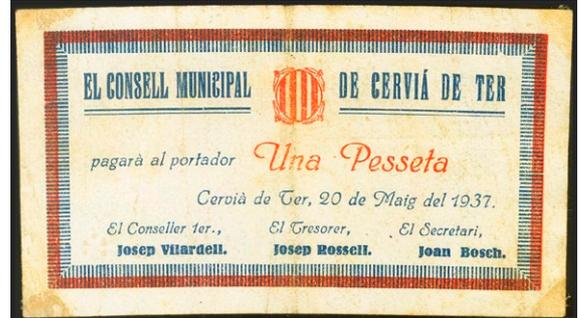 EL CONSELL MUNICIPAL DE CERVIÁ DE TER
pagarà al portador Una Pesseta
Cervià de Ter, 20 de Maig del 1937.
El Conseller 1er., El Tresorer, El Secretari,
Josep Vilardell. Josep Rossell. Joan Bosch.